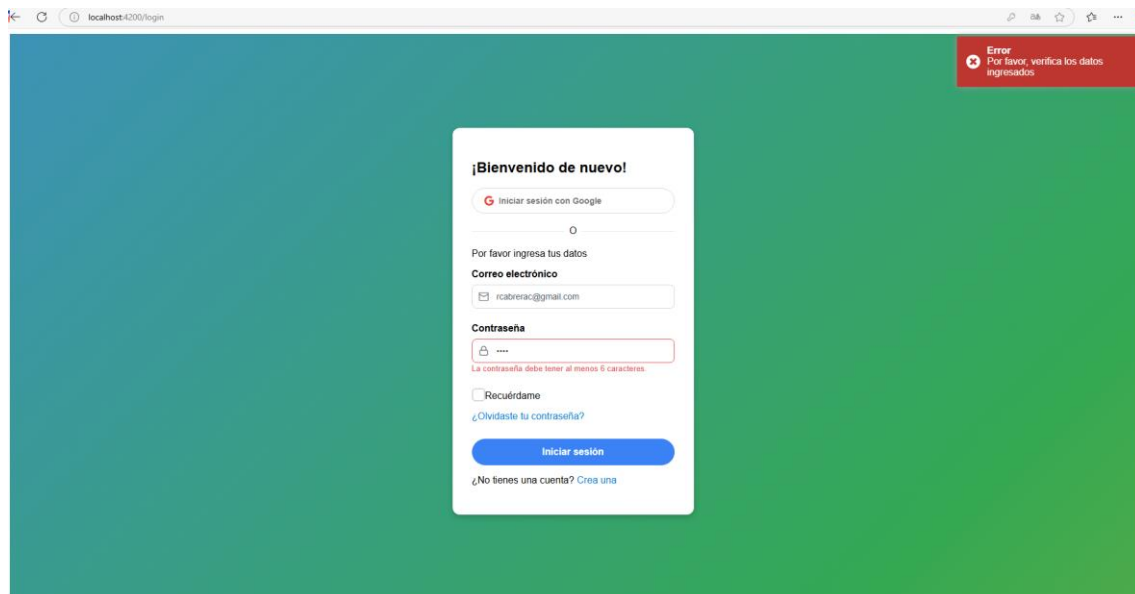 localhost:4200/login
Error
Por favor, verifica los datos
ingresados
¡Bienvenido de nuevo!
G Iniciar sesión con Google
O
Por favor ingresa tus datos
Correo electrónico
rcabrerac@gmail.com
Contraseña
----
La contraseña debe tener al menos 6 caracteres.
Recuérdame
¿Olvidaste tu contraseña?
Iniciar sesión
¿No tienes una cuenta? Crea una